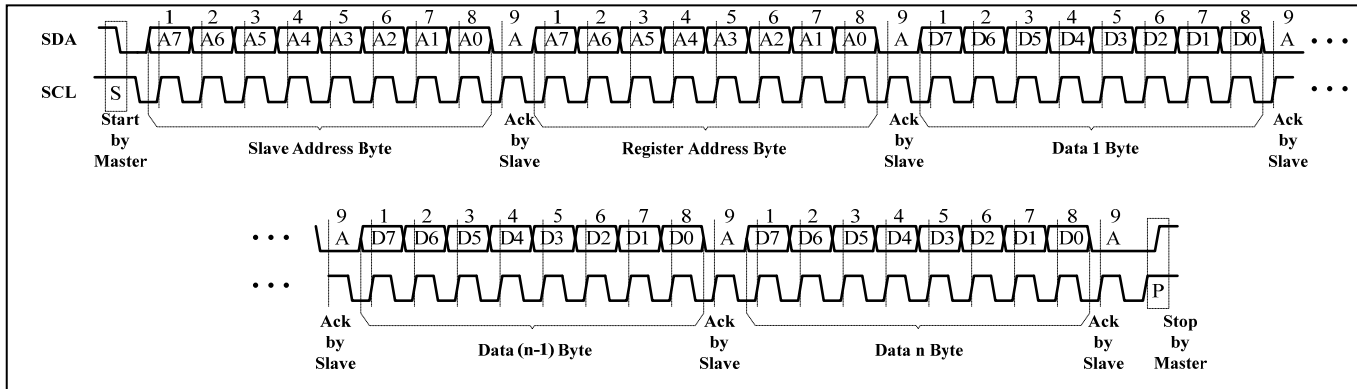 1 2 3 4 5 6 7 8 9 1 2 3 4 5 6 7 8 9 1 2 3 4 5 6 7 8 9
SDA A7 A6 A5 A4 A3 A2 A1 A0 A A7 A6 A5 A4 A3 A2 A1 A0 A D7 D6 D5 D4 D3 D2 D1 D0 A • • •
SCL S • • •
Start by Master
Slave Address Byte
Ack by Slave
Register Address Byte
Ack by Slave
Data 1 Byte
Ack by Slave
9 1 2 3 4 5 6 7 8 9 1 2 3 4 5 6 7 8 9
• • • A D7 D6 D5 D4 D3 D2 D1 D0 A D7 D6 D5 D4 D3 D2 D1 D0 A
• • • P
Ack by Slave
Data (n-1) Byte
Ack by Slave
Data n Byte
Ack by Slave
Stop by Master